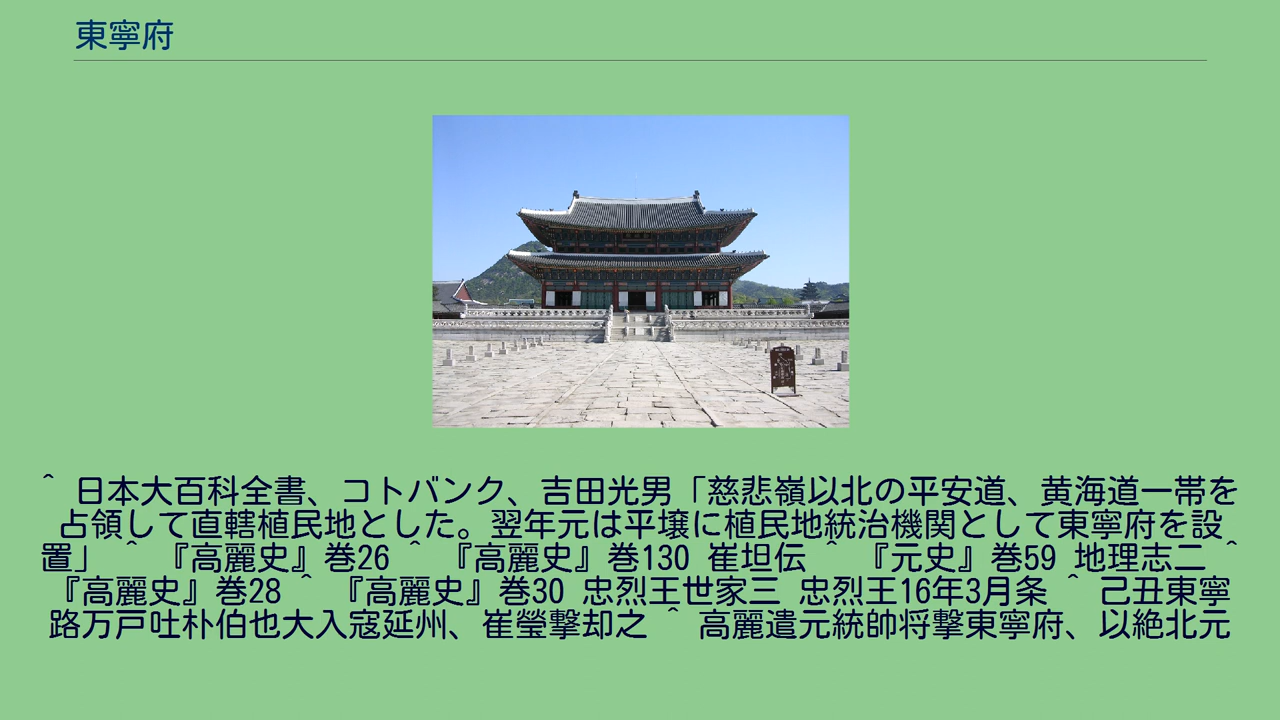 東寧府
^ 日本大百科全書、コトバンク、吉田光男「慈悲嶺以北の平安道、黄海道一帯を
占領して直轄植民地とした。翌年元は平壌に植民地統治機関として東寧府を設
置」 ^ 『高麗史』巻26 ^ 『高麗史』巻130 崔坦伝 ^ 『元史』巻59 地理志二 ^
『高麗史』巻28 ^ 『高麗史』巻30 忠烈王世家三 忠烈王16年3月条 ^ 己丑東寧
路万戸吐朴伯也大入寇延州、崔瑩撃却之 ^ 高麗遣元統帥将撃東寧府、以絶北元